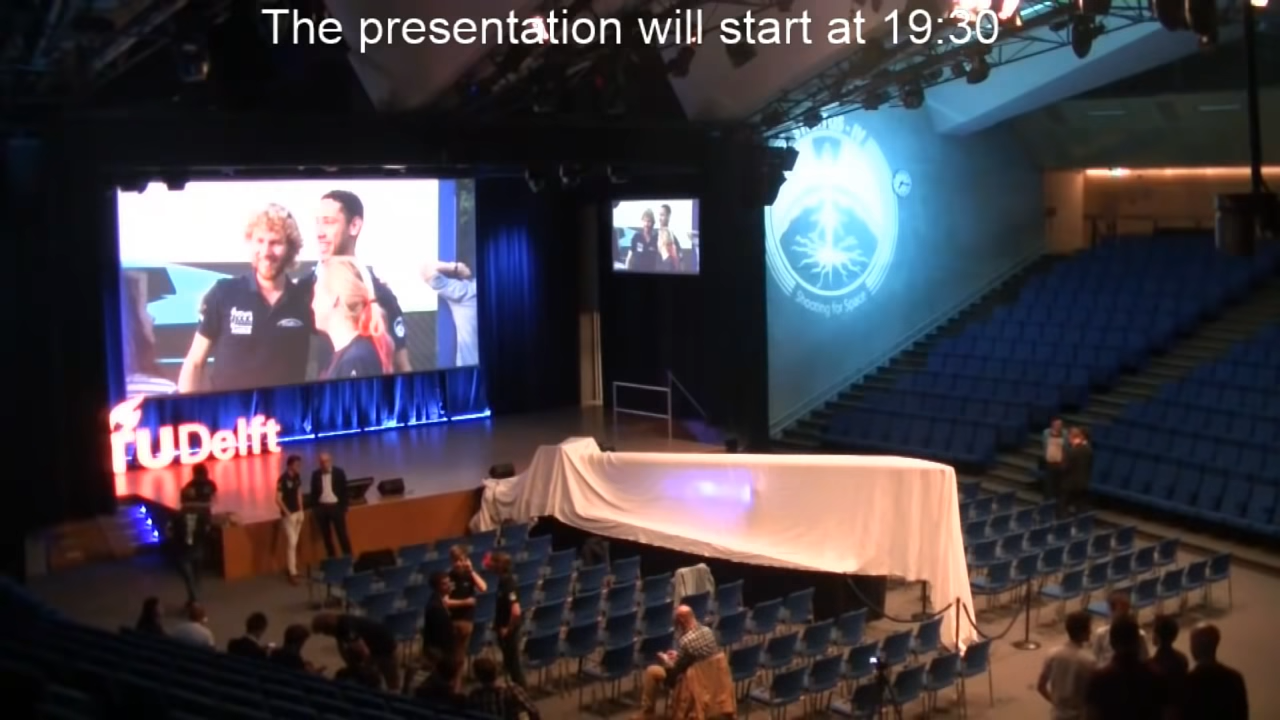 The presentation will start at 19:30
TUDelft
Shooting for Space